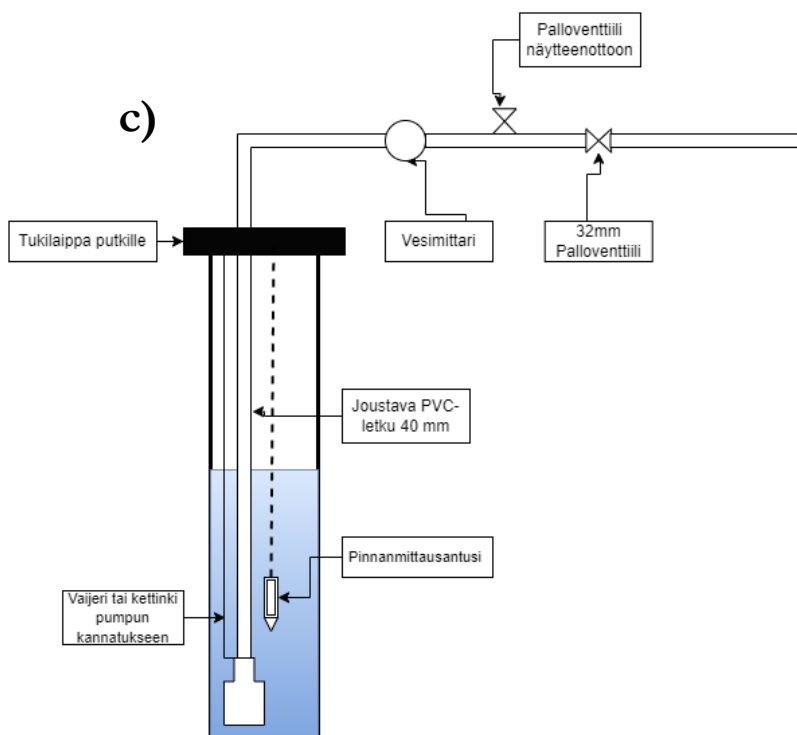 Palloventtiili
näytteenottoon
c)
Tukilaippa putkille
Vesimittari
32mm
Palloventtiili
Joustava PVC-
letku 40 mm
Pinnanmittausantusi
Vaijeri tai kettinki
pumpun
kannatukseen